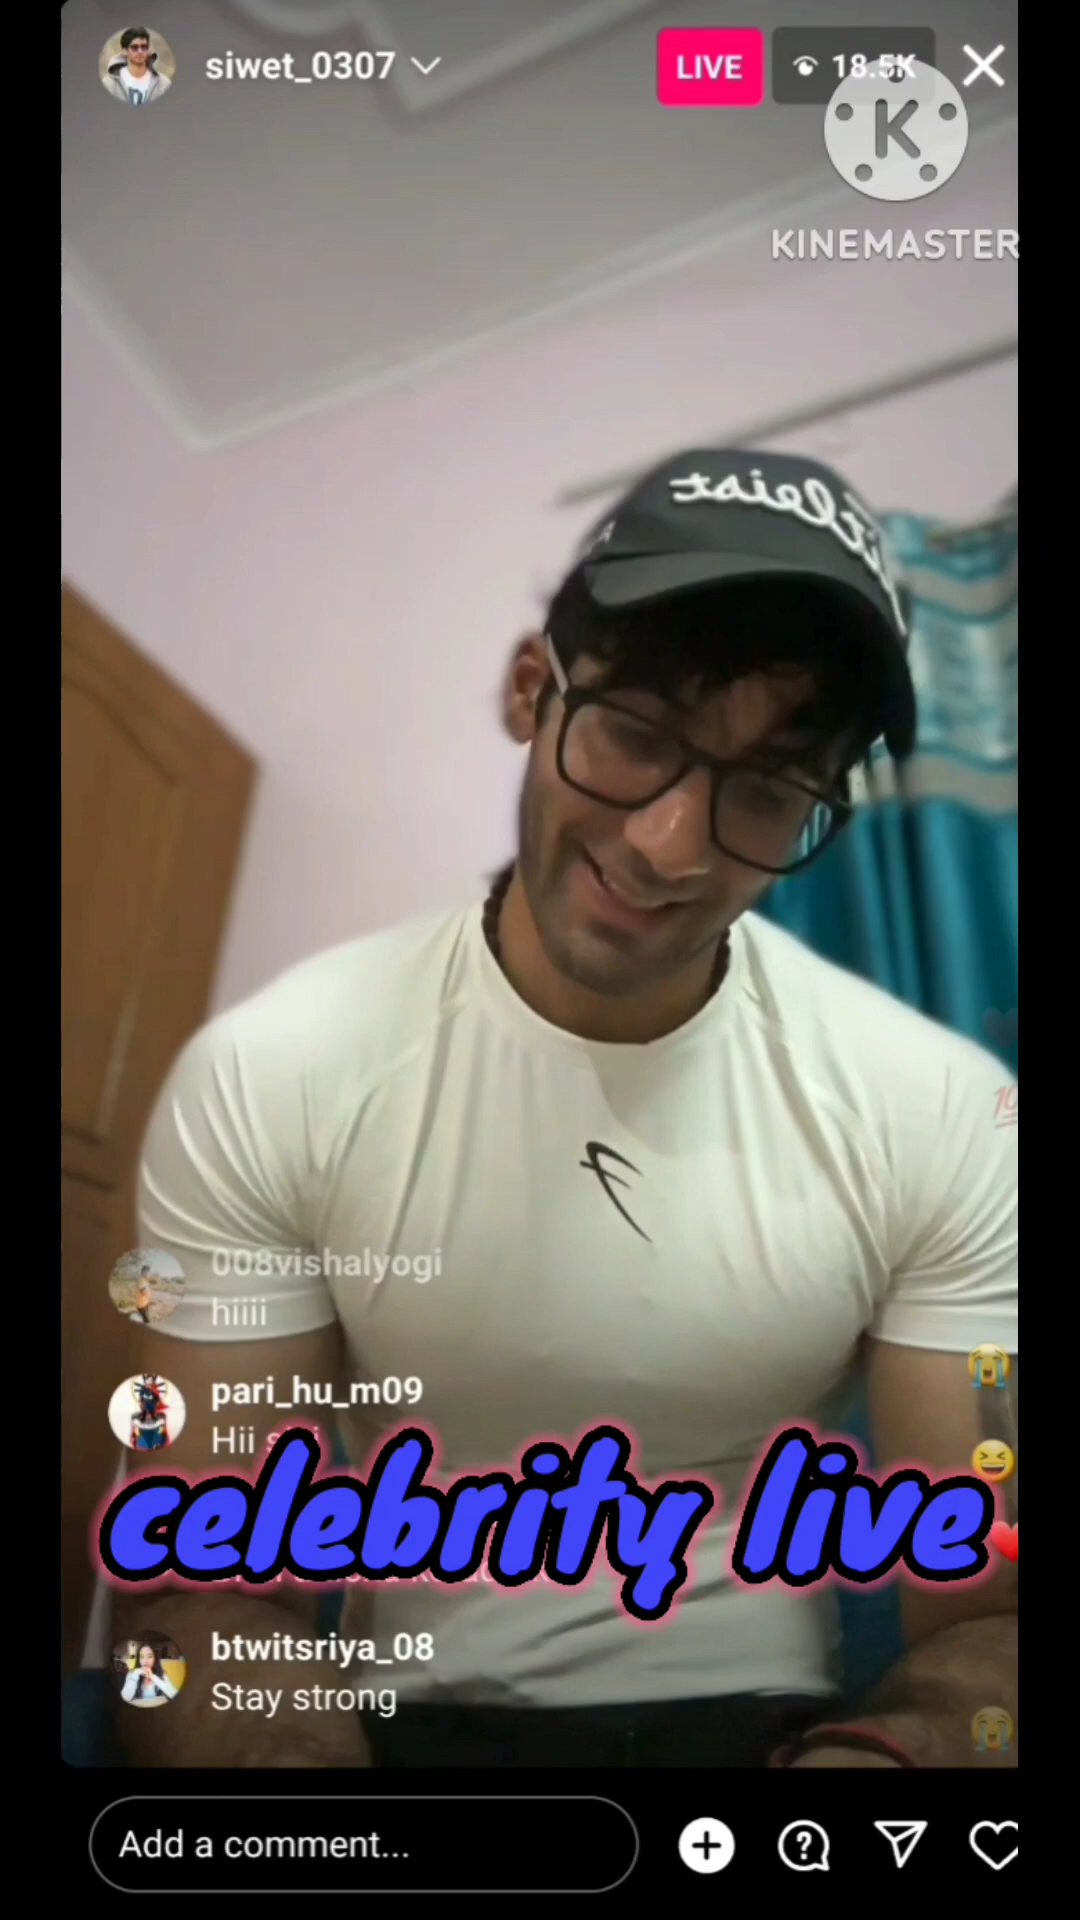 siwet_0307
LIVE
18.5K
K
KINEMASTER
008vishalyogi
hiiii
pari_hu_m09
Hii
celebrity live
btwitsriya_08
Stay strong
Add a comment...